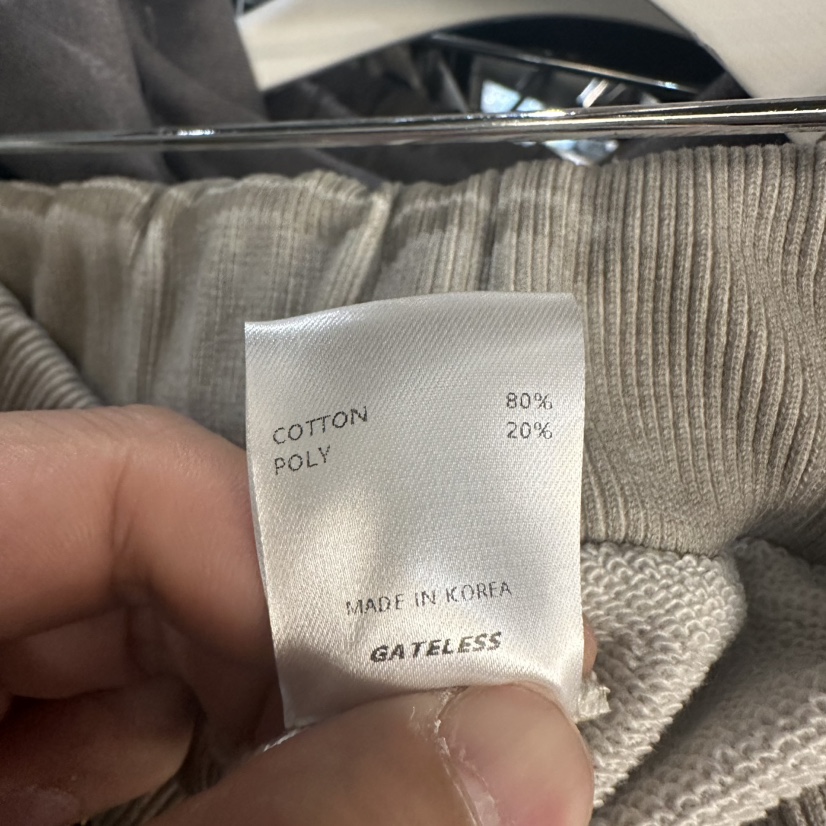 COTTON 80%
POLY 20%
MADE IN KOREA
GATELESS